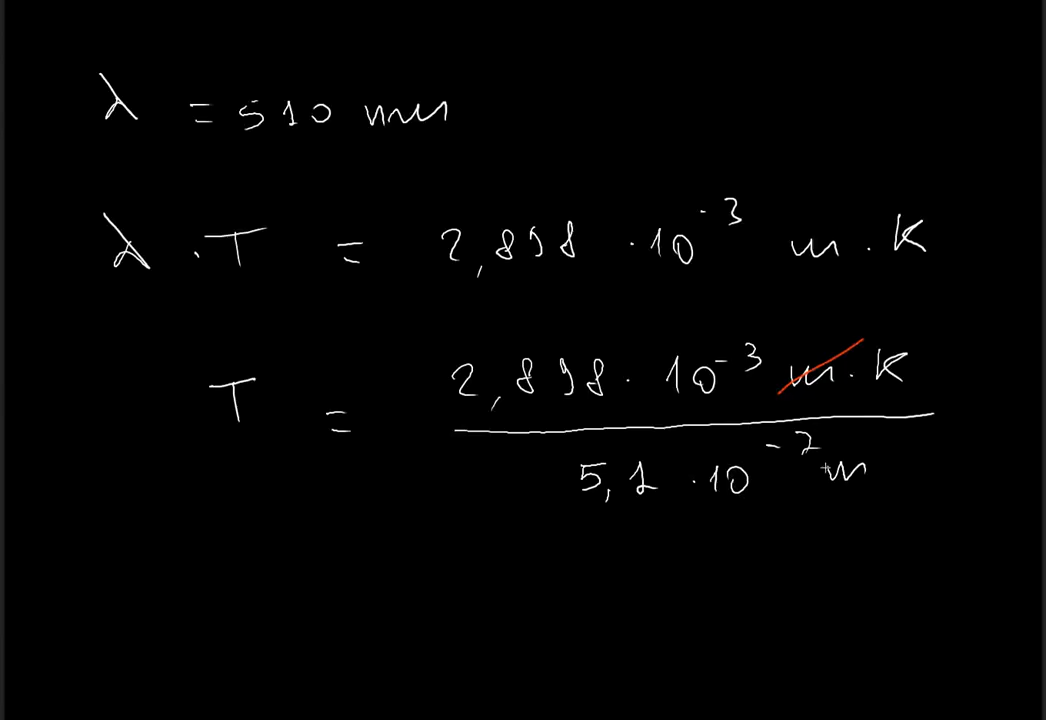 λ = 510 nm
λ · T = 2,898 · 10⁻³ m · K
T = 2,898 · 10⁻³ m · K / 5,1 · 10⁻⁷ m